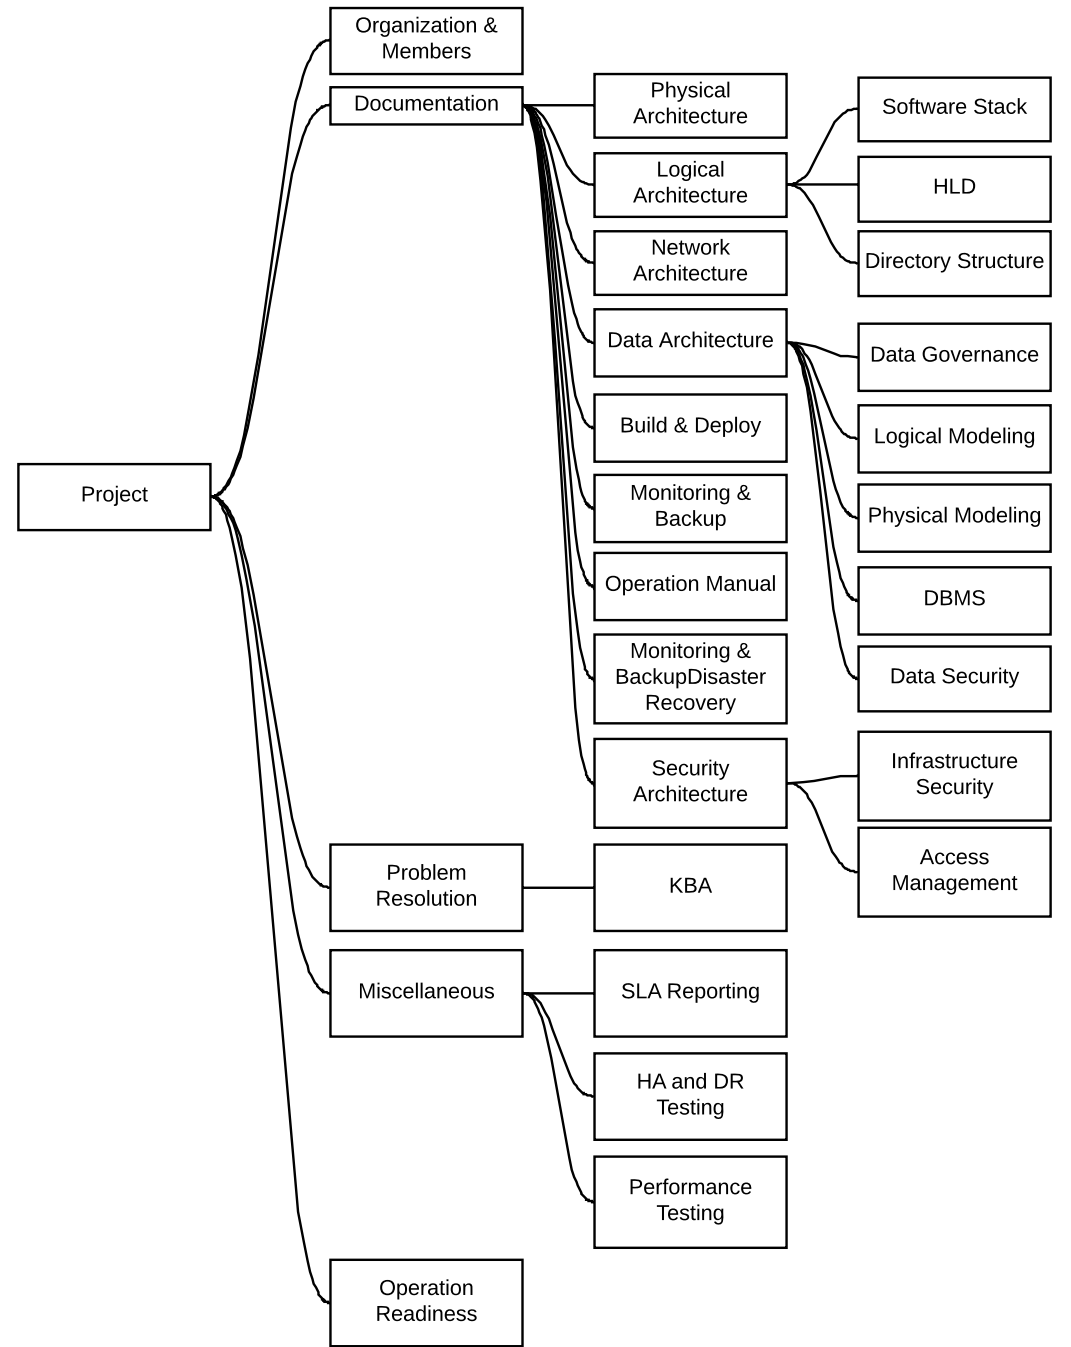 Organization &
Members
Documentation
Physical
Architecture
Software Stack
Logical
Architecture
HLD
Network
Architecture
Directory Structure
Data Architecture
Data Governance
Build & Deploy
Logical Modeling
Project
Monitoring &
Backup
Physical Modeling
Operation Manual
DBMS
Monitoring &
BackupDisaster
Recovery
Data Security
Security
Architecture
Infrastructure
Security
Problem
Resolution
KBA
Access
Management
Miscellaneous
SLA Reporting
HA and DR
Testing
Performance
Testing
Operation
Readiness